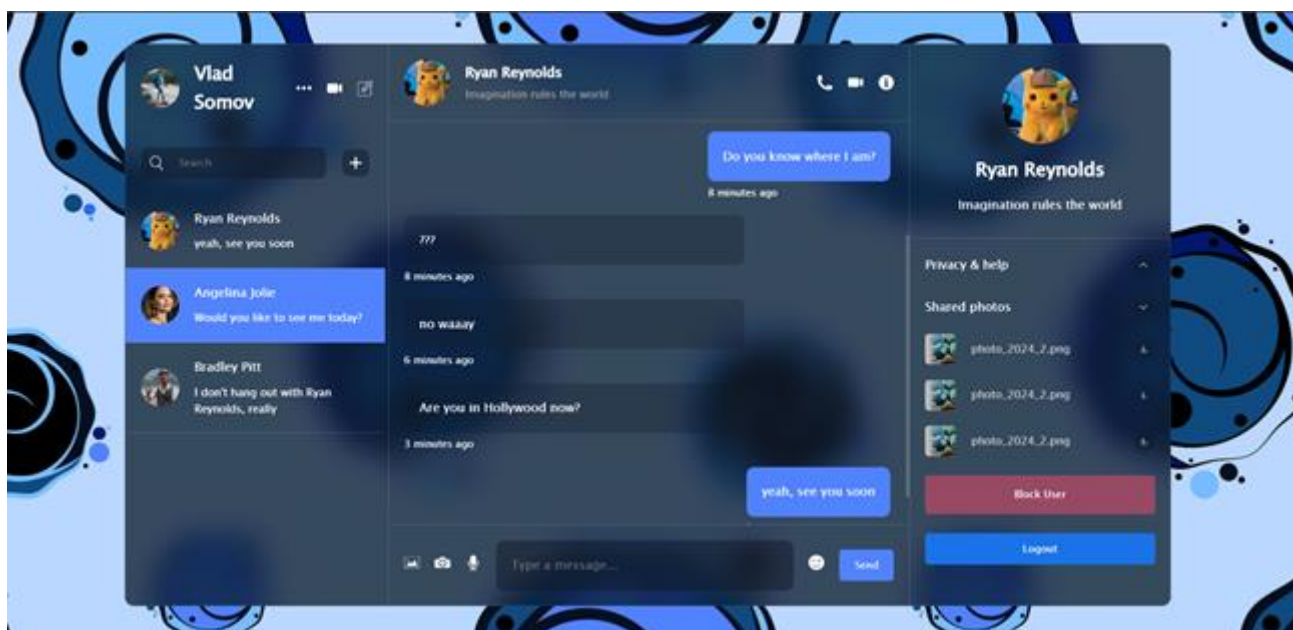 Vlad
Somov
Search
Ryan Reynolds
yeah, see you soon
Angelina Jolie
Would you like to see me today?
Bradley Pitt
I don't hang out with Ryan
Reynolds, really
Ryan Reynolds
Imagination rules the world
Do you know where I am?
8 minutes ago
???
8 minutes ago
no waaay
6 minutes ago
Are you in Hollywood now?
3 minutes ago
yeah, see you soon
Type a message...
Send
Ryan Reynolds
Imagination rules the world
Privacy & help
Shared photos
photo_2024_2.png
photo_2024_2.png
photo_2024_2.png
Block User
Logout